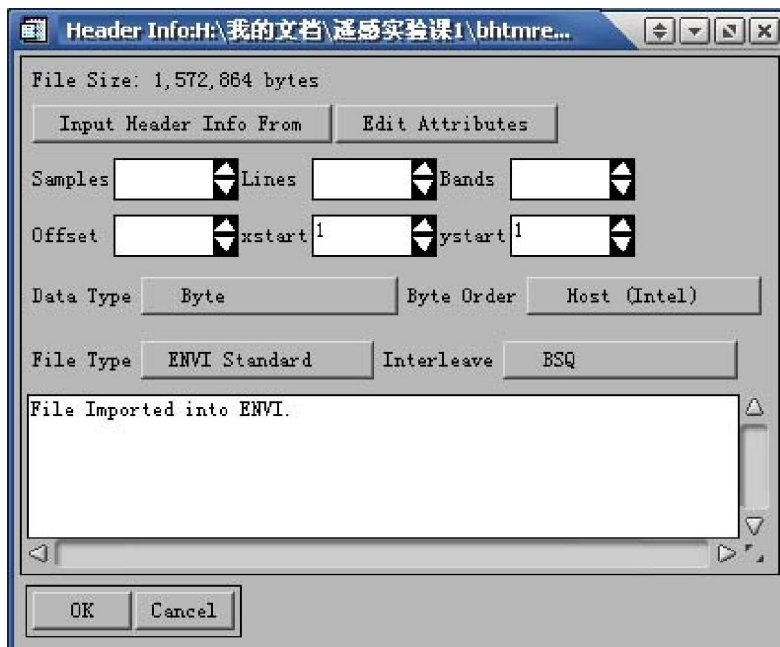 Header Info:H:\我的文档\遥感实验课1\bhtmre...
File Size: 1,572,864 bytes
Input Header Info From Edit Attributes
Samples Lines Bands
Offset xstart 1 ystart 1
Data Type Byte Byte Order Host (Intel)
File Type ENVI Standard Interleave BSQ
File Imported into ENVI.
OK Cancel